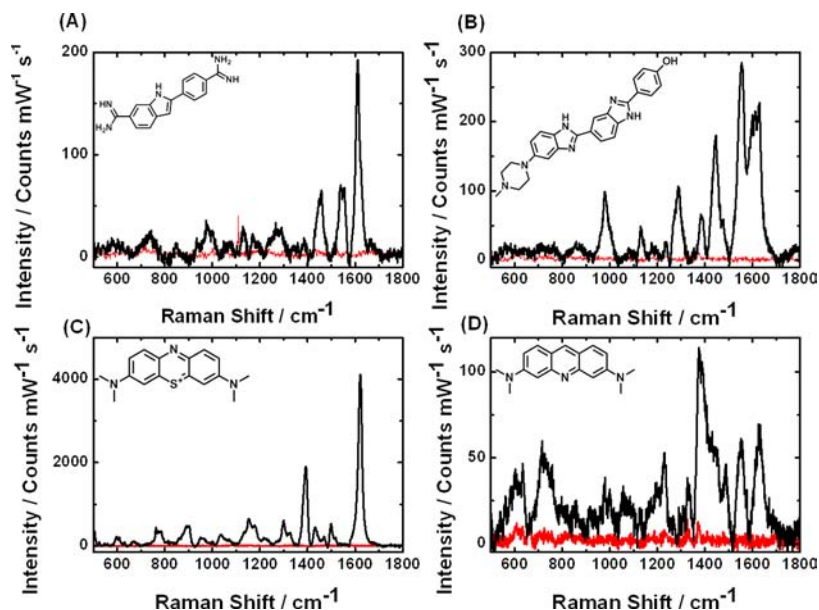 (A)
200
100
0
Intensity / Counts mW⁻¹ s⁻¹
600 800 1000 1200 1400 1600 1800
Raman Shift / cm⁻¹
NH₂
NH
H
N
NH
H₂N
(B)
300
200
100
0
Intensity / Counts mW⁻¹ s⁻¹
600 800 1000 1200 1400 1600 1800
Raman Shift / cm⁻¹
OH
N
NH
H
N
N
N
N
(C)
4000
2000
0
Intensity / Counts mW⁻¹ s⁻¹
600 800 1000 1200 1400 1600 1800
Raman Shift / cm⁻¹
N
N
S+
N
(D)
100
50
0
Intensity / Counts mW⁻¹ s⁻¹
600 800 1000 1200 1400 1600 1800
Raman Shift / cm⁻¹
N
N
N